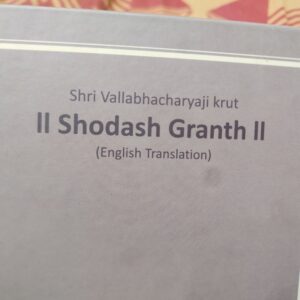 Shri Vallabhacharyaji krut
ll Shodash Granth ll
(English Translation)